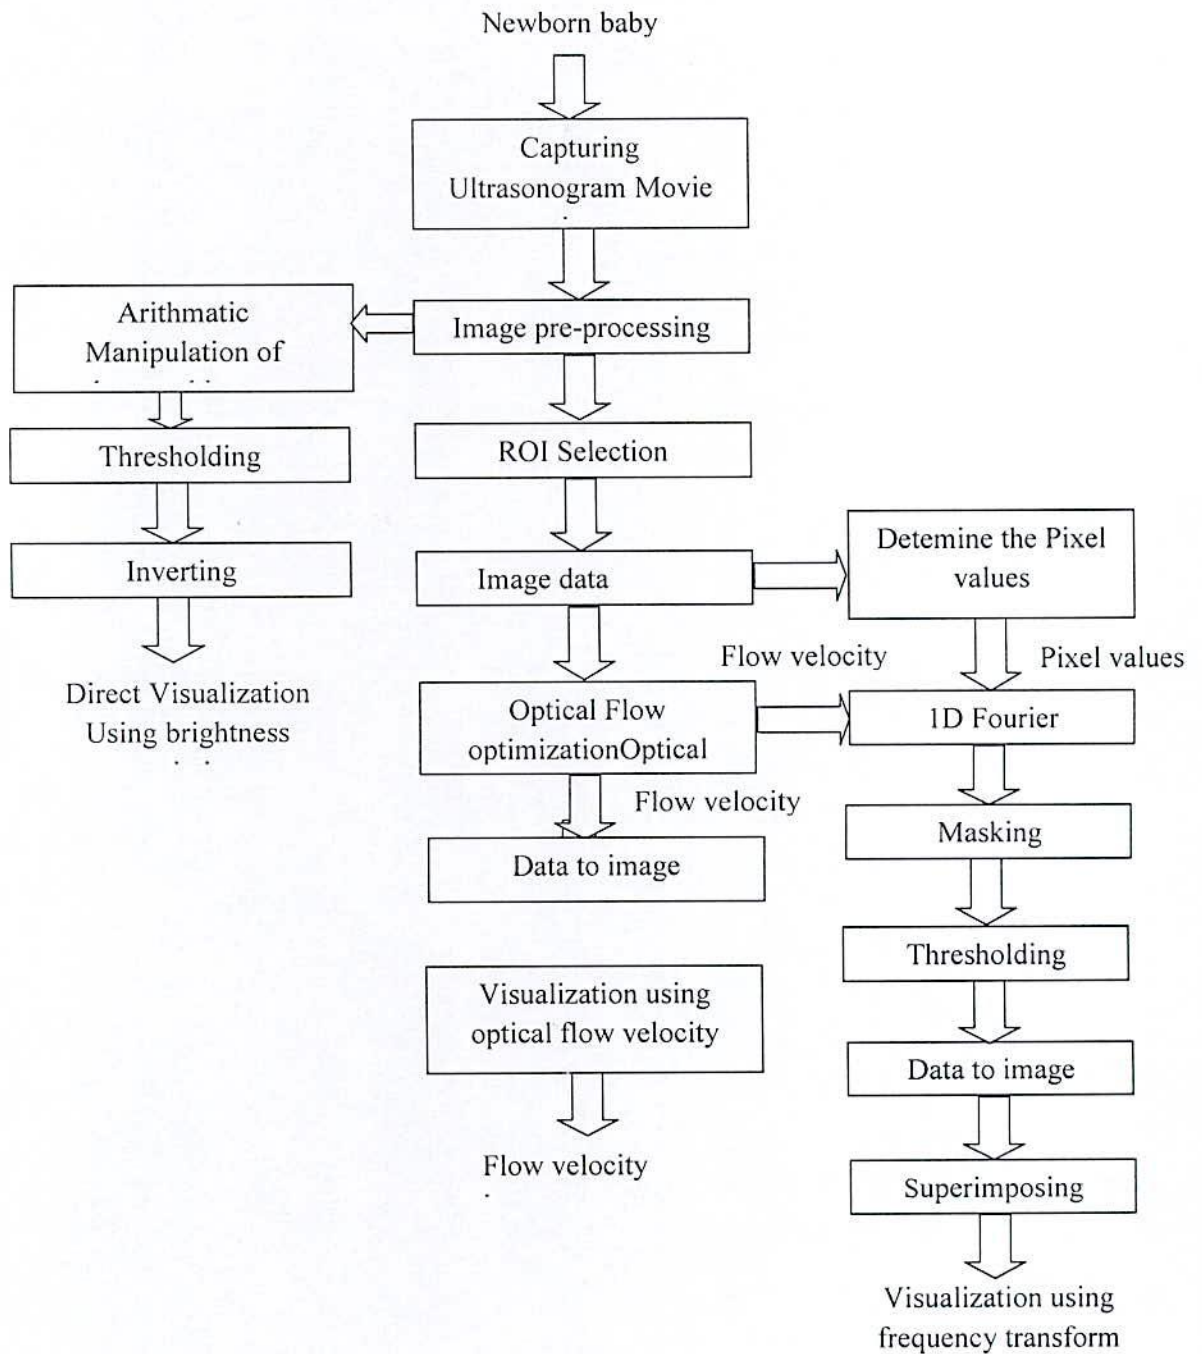 Newborn baby
Capturing
Ultrasonogram Movie
Arithmatic
Manipulation of
Image pre-processing
Thresholding
ROI Selection
Inverting
Image data
Detemine the Pixel
values
Flow velocity
Pixel values
Direct Visualization
Using brightness
Optical Flow
optimizationOptical
1D Fourier
Flow velocity
Masking
Data to image
Thresholding
Visualization using
optical flow velocity
Data to image
Flow velocity
Superimposing
Visualization using
frequency transform